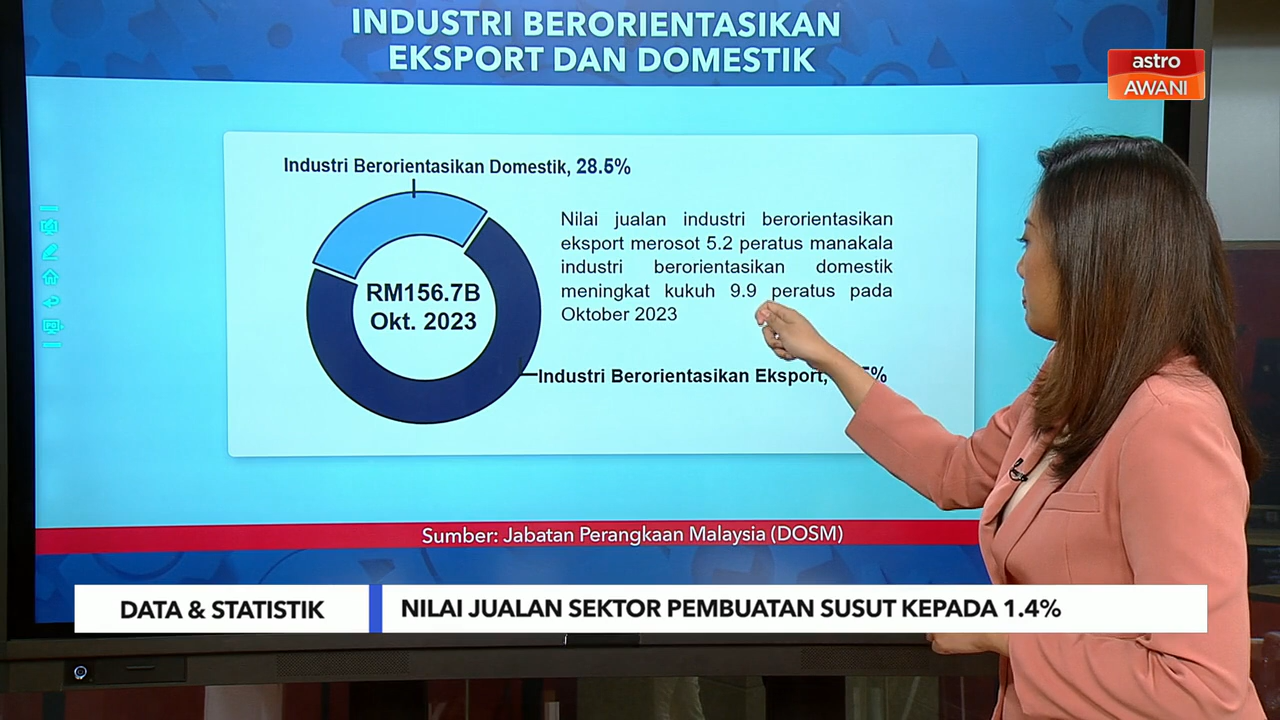 INDUSTRI BERORIENTASIKAN
EKSPORT DAN DOMESTIK
astro
AWANI
Industri Berorientasikan Domestik, 28.5%
Nilai jualan industri berorientasikan
eksport merosot 5.2 peratus manakala
industri berorientasikan domestik
meningkat kukuh 9.9 peratus pada
Oktober 2023
RM156.7B
Okt. 2023
Industri Berorientasikan Eksport,
Sumber: Jabatan Perangkaan Malaysia (DOSM)
DATA & STATISTIK
NILAI JUALAN SEKTOR PEMBUATAN SUSUT KEPADA 1.4%